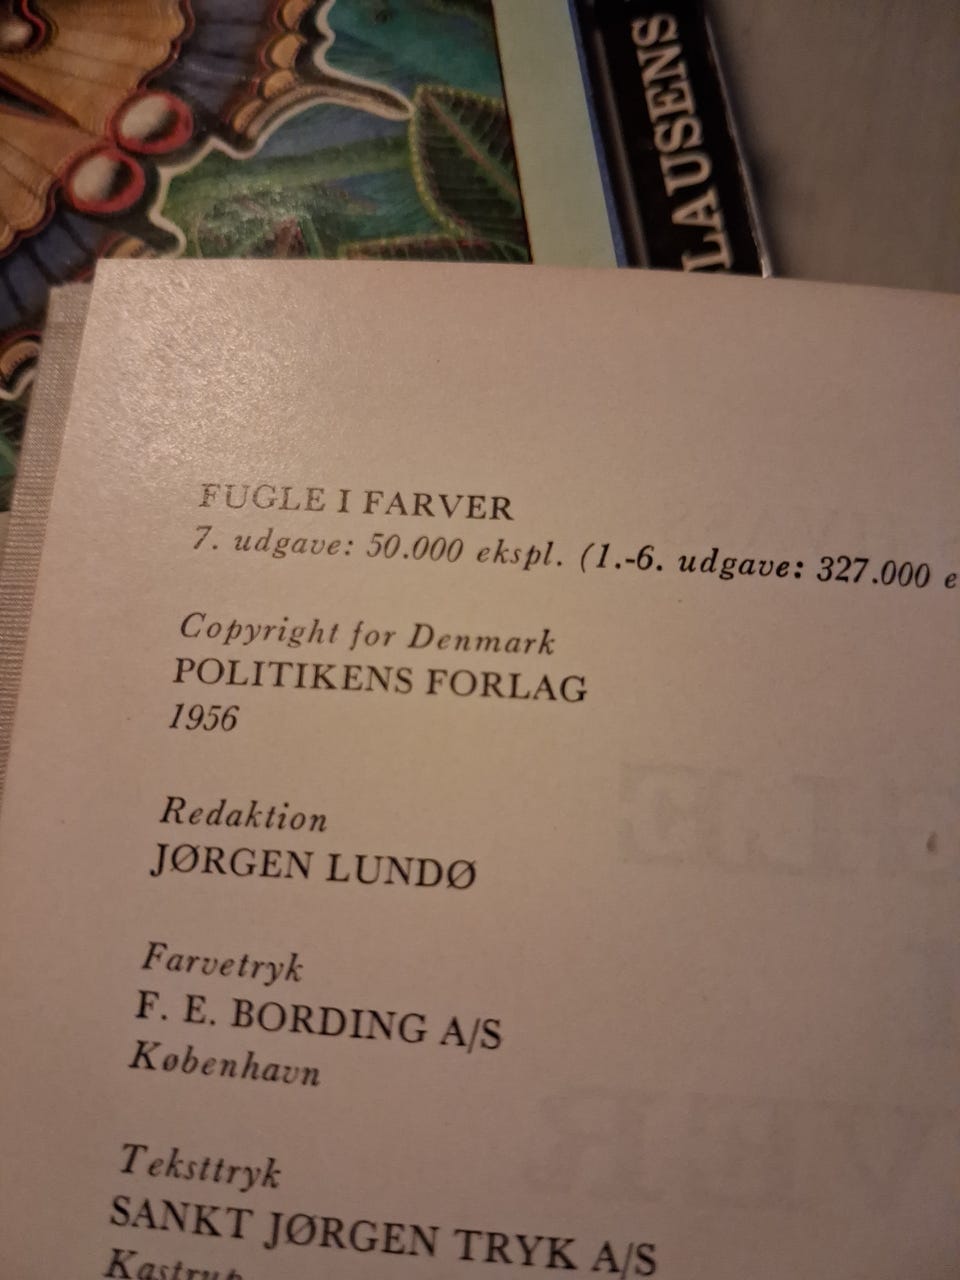 LAUSENS
FUGLE I FARVER
7. udgave: 50.000 ekspl. (1.-6. udgave: 327.000 e
Copyright for Denmark
POLITIKENS FORLAG
1956
Redaktion
JØRGEN LUNDØ
Farvetryk
F. E. BORDING A/S
København
Teksttryk
SANKT JØRGEN TRYK A/S
Kastrup